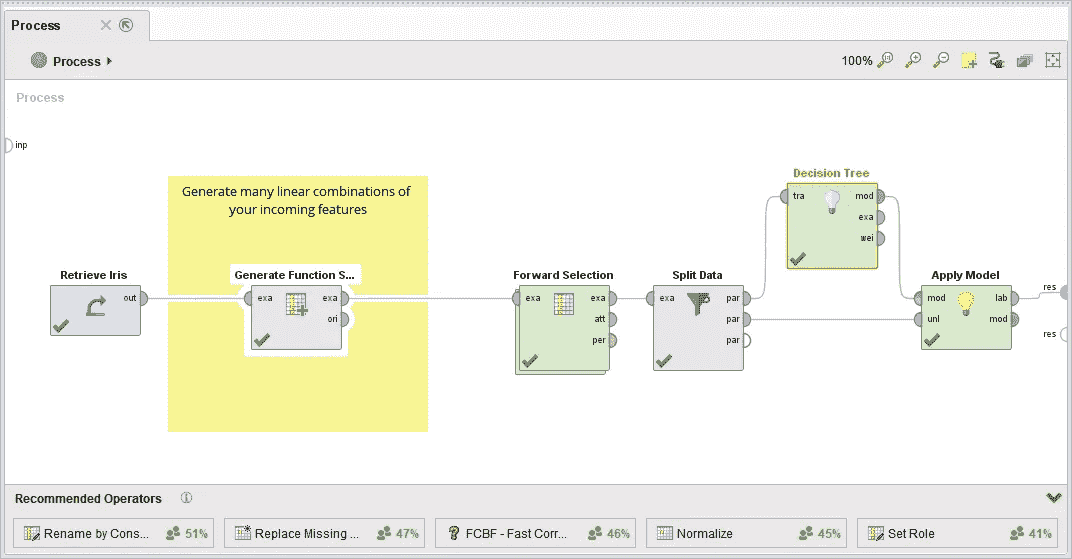 Process
Process
100%
Process
inp
Generate many linear combinations of
your incoming features
Decision Tree
tra mod
exa
wei
Retrieve Iris
out
Generate Function S...
exa exa
ori
Forward Selection
exa exa
att
per
Split Data
exa par
par
par
Apply Model
mod lab
unl mod
res
res
Recommended Operators
Rename by Cons... 51%
Replace Missing ... 47%
FCBF - Fast Corr... 46%
Normalize 45%
Set Role 41%